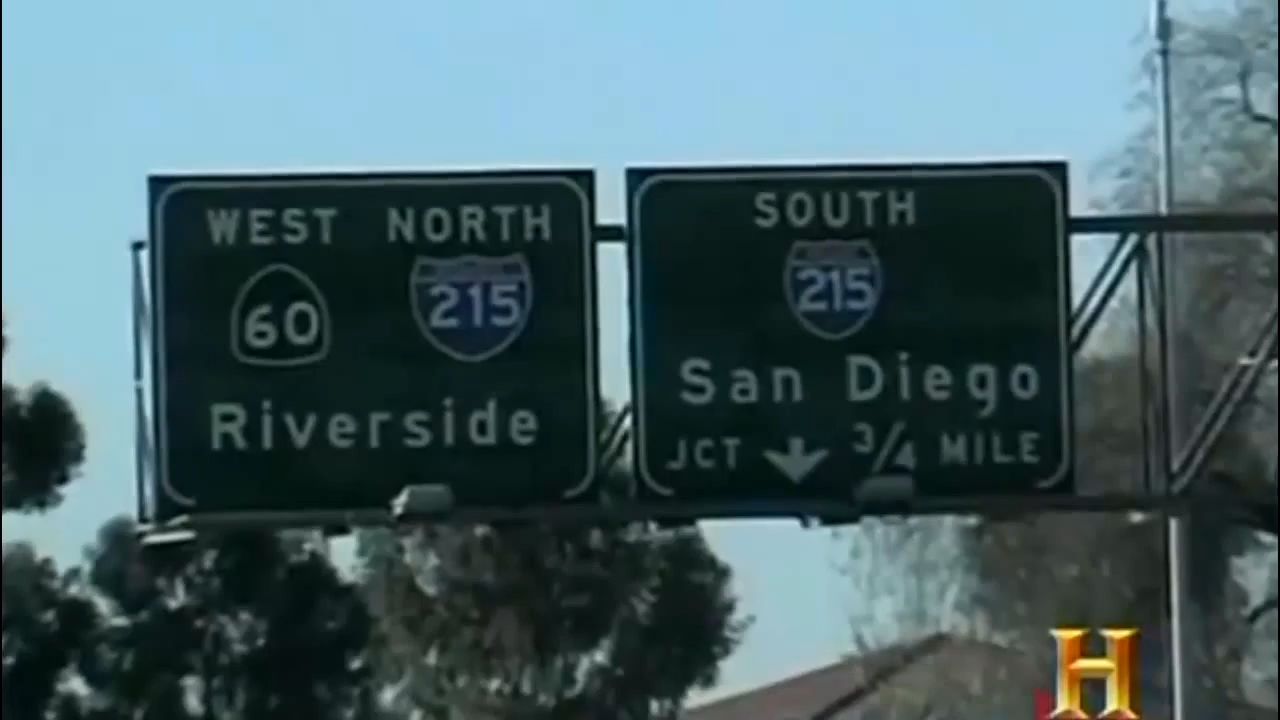 WEST NORTH
60 215
Riverside
SOUTH
215
San Diego
JCT 3/4 MILE
H